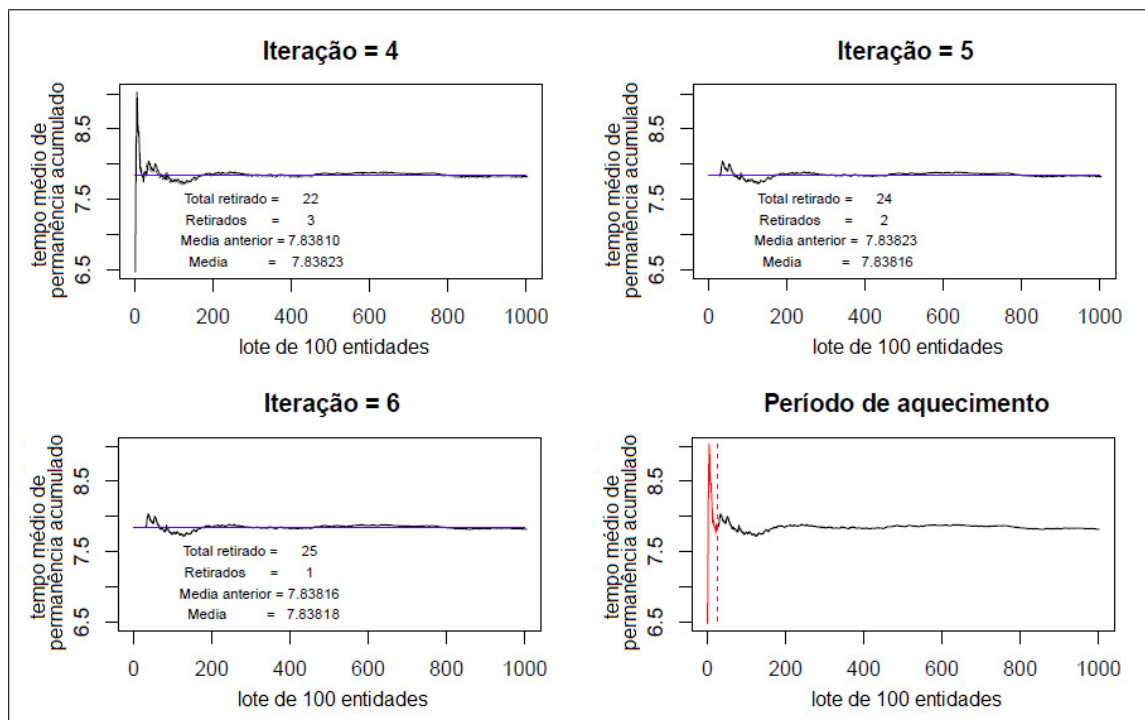 Iteração = 4
tempo médio de
permanência acumulado
8.5
7.5
6.5
Total retirado = 22
Retirados = 3
Media anterior = 7.83810
Media = 7.83823
0 200 400 600 800 1000
lote de 100 entidades
Iteração = 5
tempo médio de
permanência acumulado
8.5
7.5
6.5
Total retirado = 24
Retirados = 2
Media anterior = 7.83823
Media = 7.83816
0 200 400 600 800 1000
lote de 100 entidades
Iteração = 6
tempo médio de
permanência acumulado
8.5
7.5
6.5
Total retirado = 25
Retirados = 1
Media anterior = 7.83816
Media = 7.83818
0 200 400 600 800 1000
lote de 100 entidades
Período de aquecimento
tempo médio de
permanência acumulado
8.5
7.5
6.5
0 200 400 600 800 1000
lote de 100 entidades